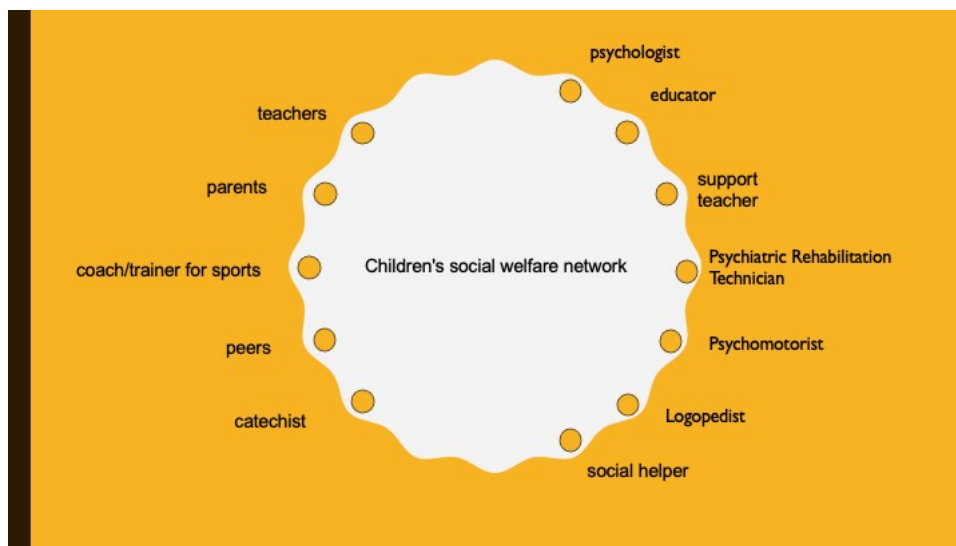 psychologist
educator
teachers
support
teacher
parents
Psychiatric Rehabilitation
Technician
coach/trainer for sports
Children's social welfare network
Psychomotorist
peers
Logopedist
catechist
social helper